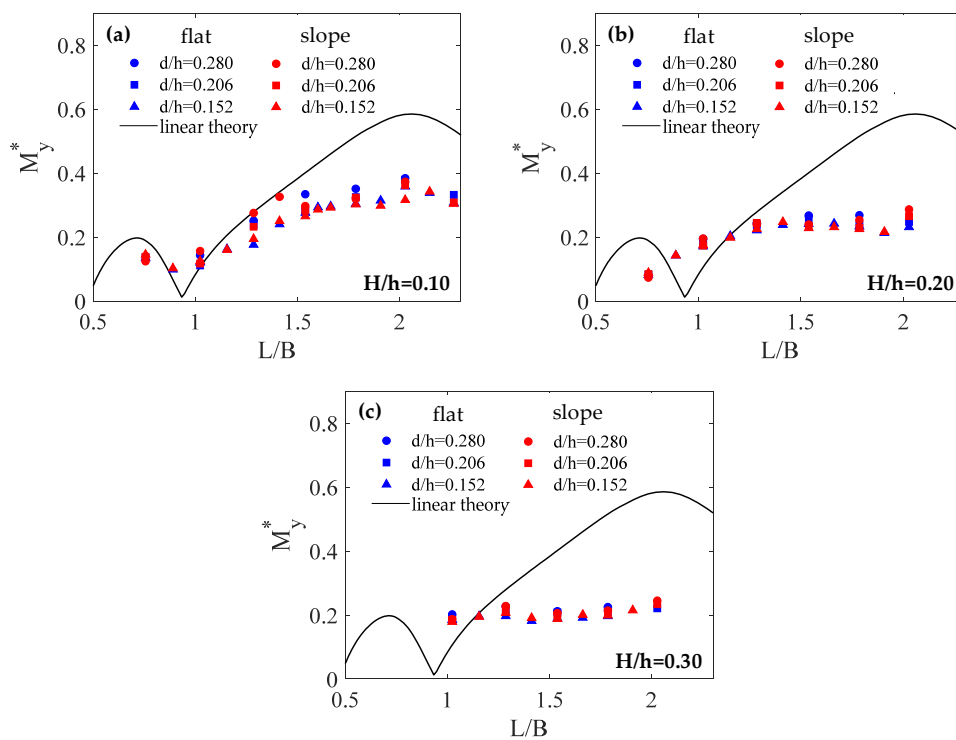 (a) flat slope
d/h=0.280 d/h=0.280
d/h=0.206 d/h=0.206
d/h=0.152 d/h=0.152
linear theory
H/h=0.10
0.8
0.6
0.4
0.2
0
M*y
0.5 1 1.5 2
L/B
(b) flat slope
d/h=0.280 d/h=0.280
d/h=0.206 d/h=0.206
d/h=0.152 d/h=0.152
linear theory
H/h=0.20
0.8
0.6
0.4
0.2
0
M*y
0.5 1 1.5 2
L/B
(c) flat slope
d/h=0.280 d/h=0.280
d/h=0.206 d/h=0.206
d/h=0.152 d/h=0.152
linear theory
H/h=0.30
0.8
0.6
0.4
0.2
0
M*y
0.5 1 1.5 2
L/B